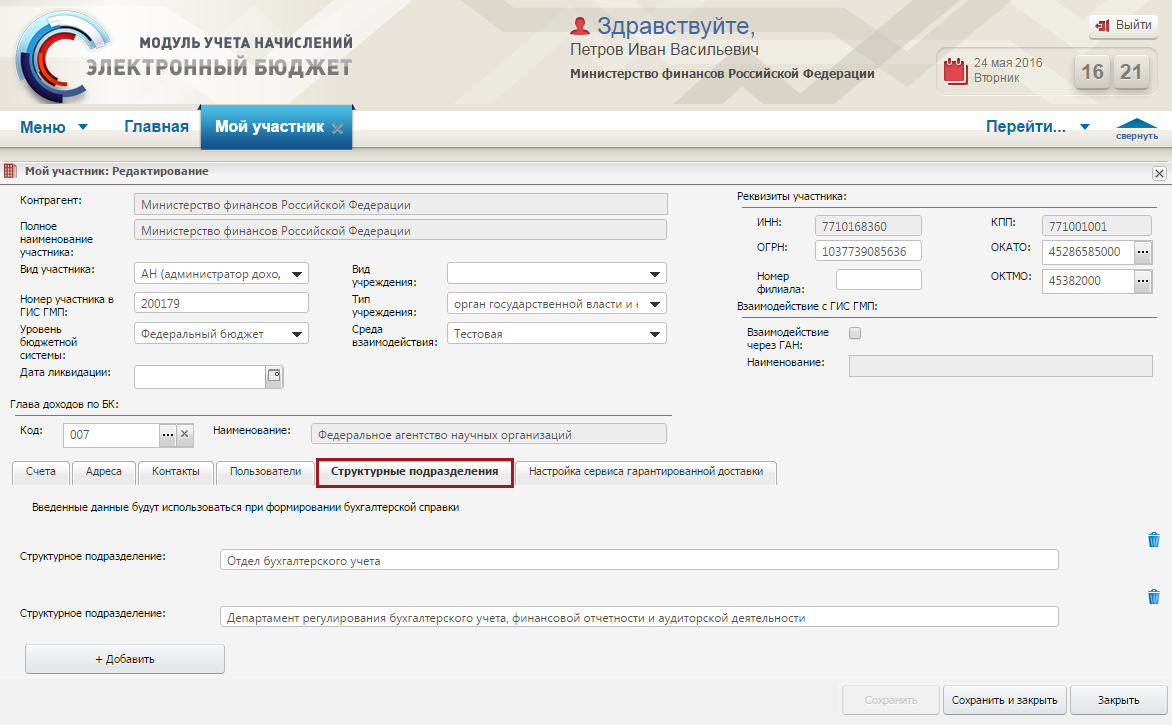 МОДУЛЬ УЧЕТА НАЧИСЛЕНИЙ
ЭЛЕКТРОННЫЙ БЮДЖЕТ
Здравствуйте,
Петров Иван Васильевич
Министерство финансов Российской Федерации
Выйти
24 мая 2016
Вторник
16 21
Меню Главная Мой участник Перейти... свернуть
Мой участник: Редактирование
Контрагент: Министерство финансов Российской Федерации
Полное
наименование
участника:
Министерство финансов Российской Федерации
Вид участника: АН (администратор дохо,
Вид
учреждения:
Номер участника в
ГИС ГМП:
200179
Тип
учреждения:
орган государственной власти и
Уровень
бюджетной
системы:
Федеральный бюджет
Среда
взаимодействия:
Тестовая
Дата ликвидации:
Реквизиты участника:
ИНН: 7710168360 КПП: 771001001
ОГРН: 1037739085636 ОКАТО: 45286585000 ...
Номер
филиала:
ОКТМО: 45382000 ...
Взаимодействие с ГИС ГМП:
Взаимодействие
через ГАН:
Наименование:
Глава доходов по БК:
Код: 007 ... Наименование: Федеральное агентство научных организаций
Счета Адреса Контакты Пользователи Структурные подразделения Настройка сервиса гарантированной доставки
Введенные данные будут использоваться при формировании бухгалтерской справки
Структурное подразделение: Отдел бухгалтерского учета
Структурное подразделение: Департамент регулирования бухгалтерского учета, финансовой отчетности и аудиторской деятельности
+ Добавить
Сохранить Сохранить и закрыть Закрыть